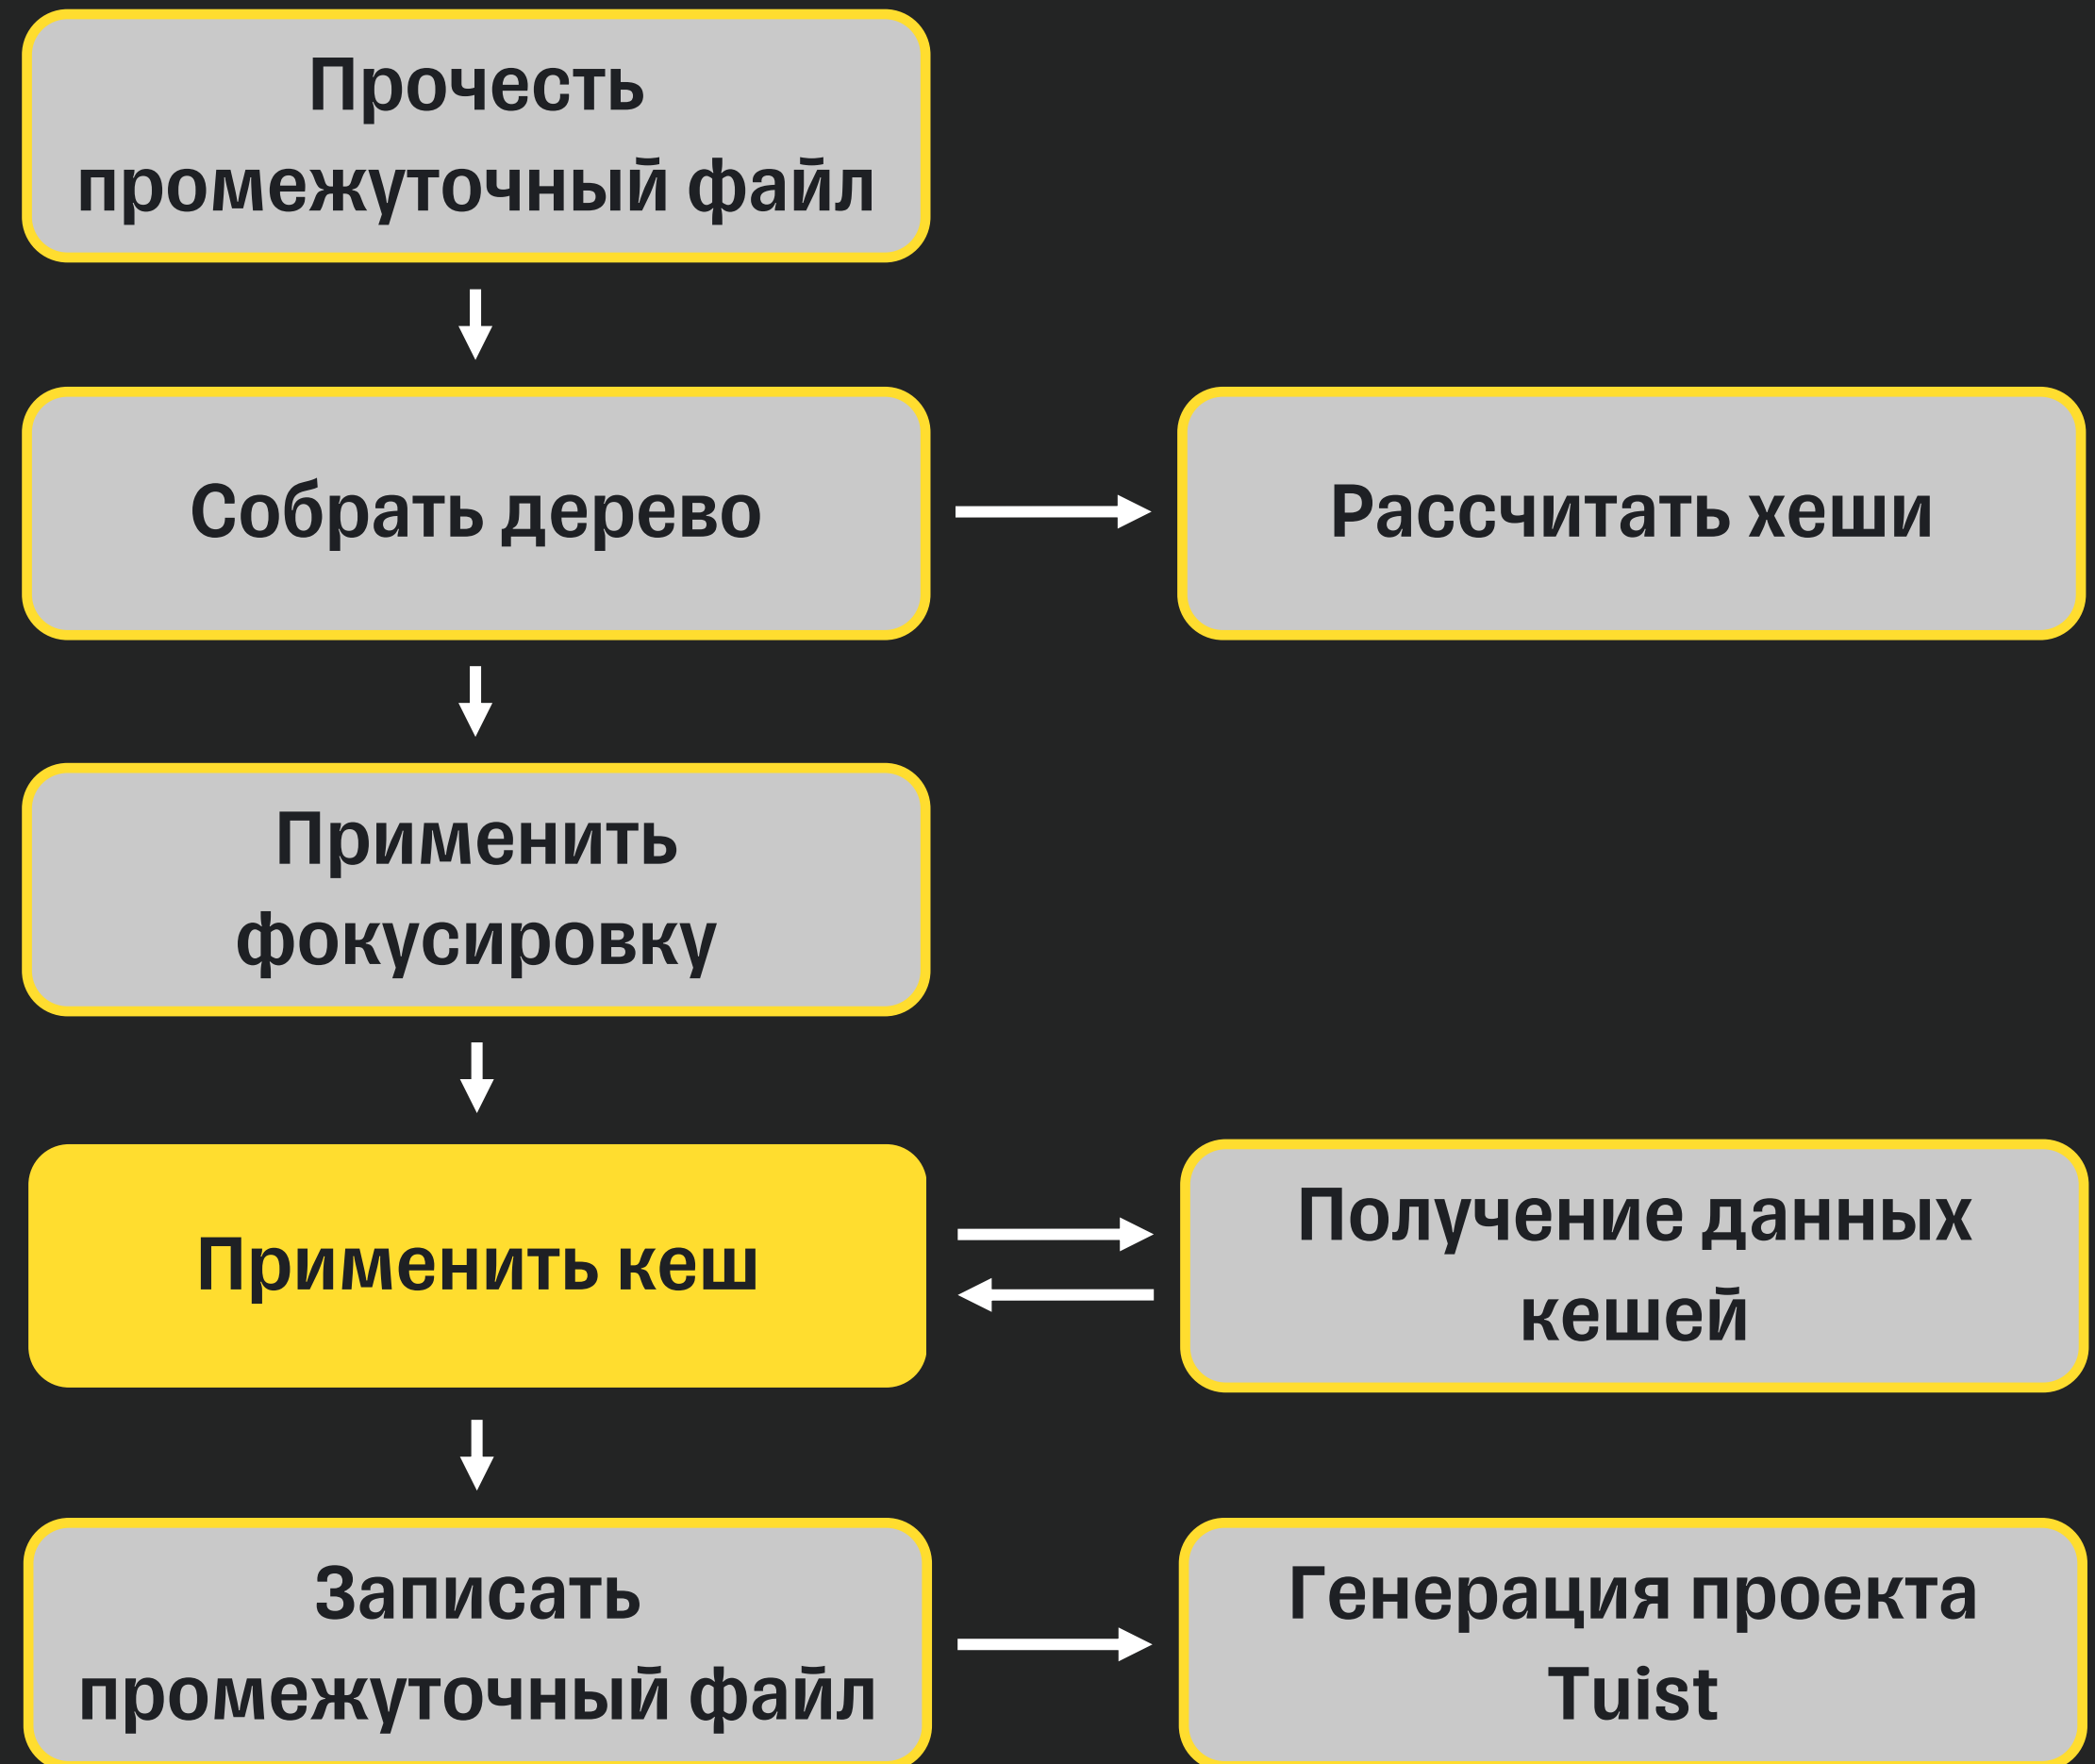 Прочесть
промежуточный файл
Собрать дерево
Рассчитать хеши
Применить
фокусировку
Применить кеш
Получение данных
кешей
Записать
промежуточный файл
Генерация проекта
Tuist